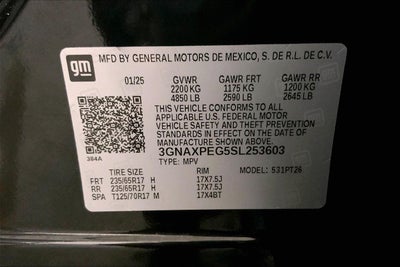 gm
MFD BY GENERAL MOTORS DE MEXICO, S. DE R.L. DE C.V.
01/25 GVWR GAWR FRT GAWR RR
2200 KG 1175 KG 1200 KG
4850 LB 2590 LB 2645 LB
THIS VEHICLE CONFORMS TO ALL
APPLICABLE U.S. FEDERAL MOTOR
VEHICLE SAFETY AND THEFT PREVENTION
STANDARDS IN EFFECT ON THE DATE OF
MANUFACTURE SHOWN ABOVE.
384A 3GNAXPEG5SL253603
TYPE: MPV MODEL: 531PT26
TIRE SIZE RIM
FRT 235/65R17 H 17X7.5J
RR 235/65R17 H 17X7.5J
SPA T125/70R17 M 17X4BT